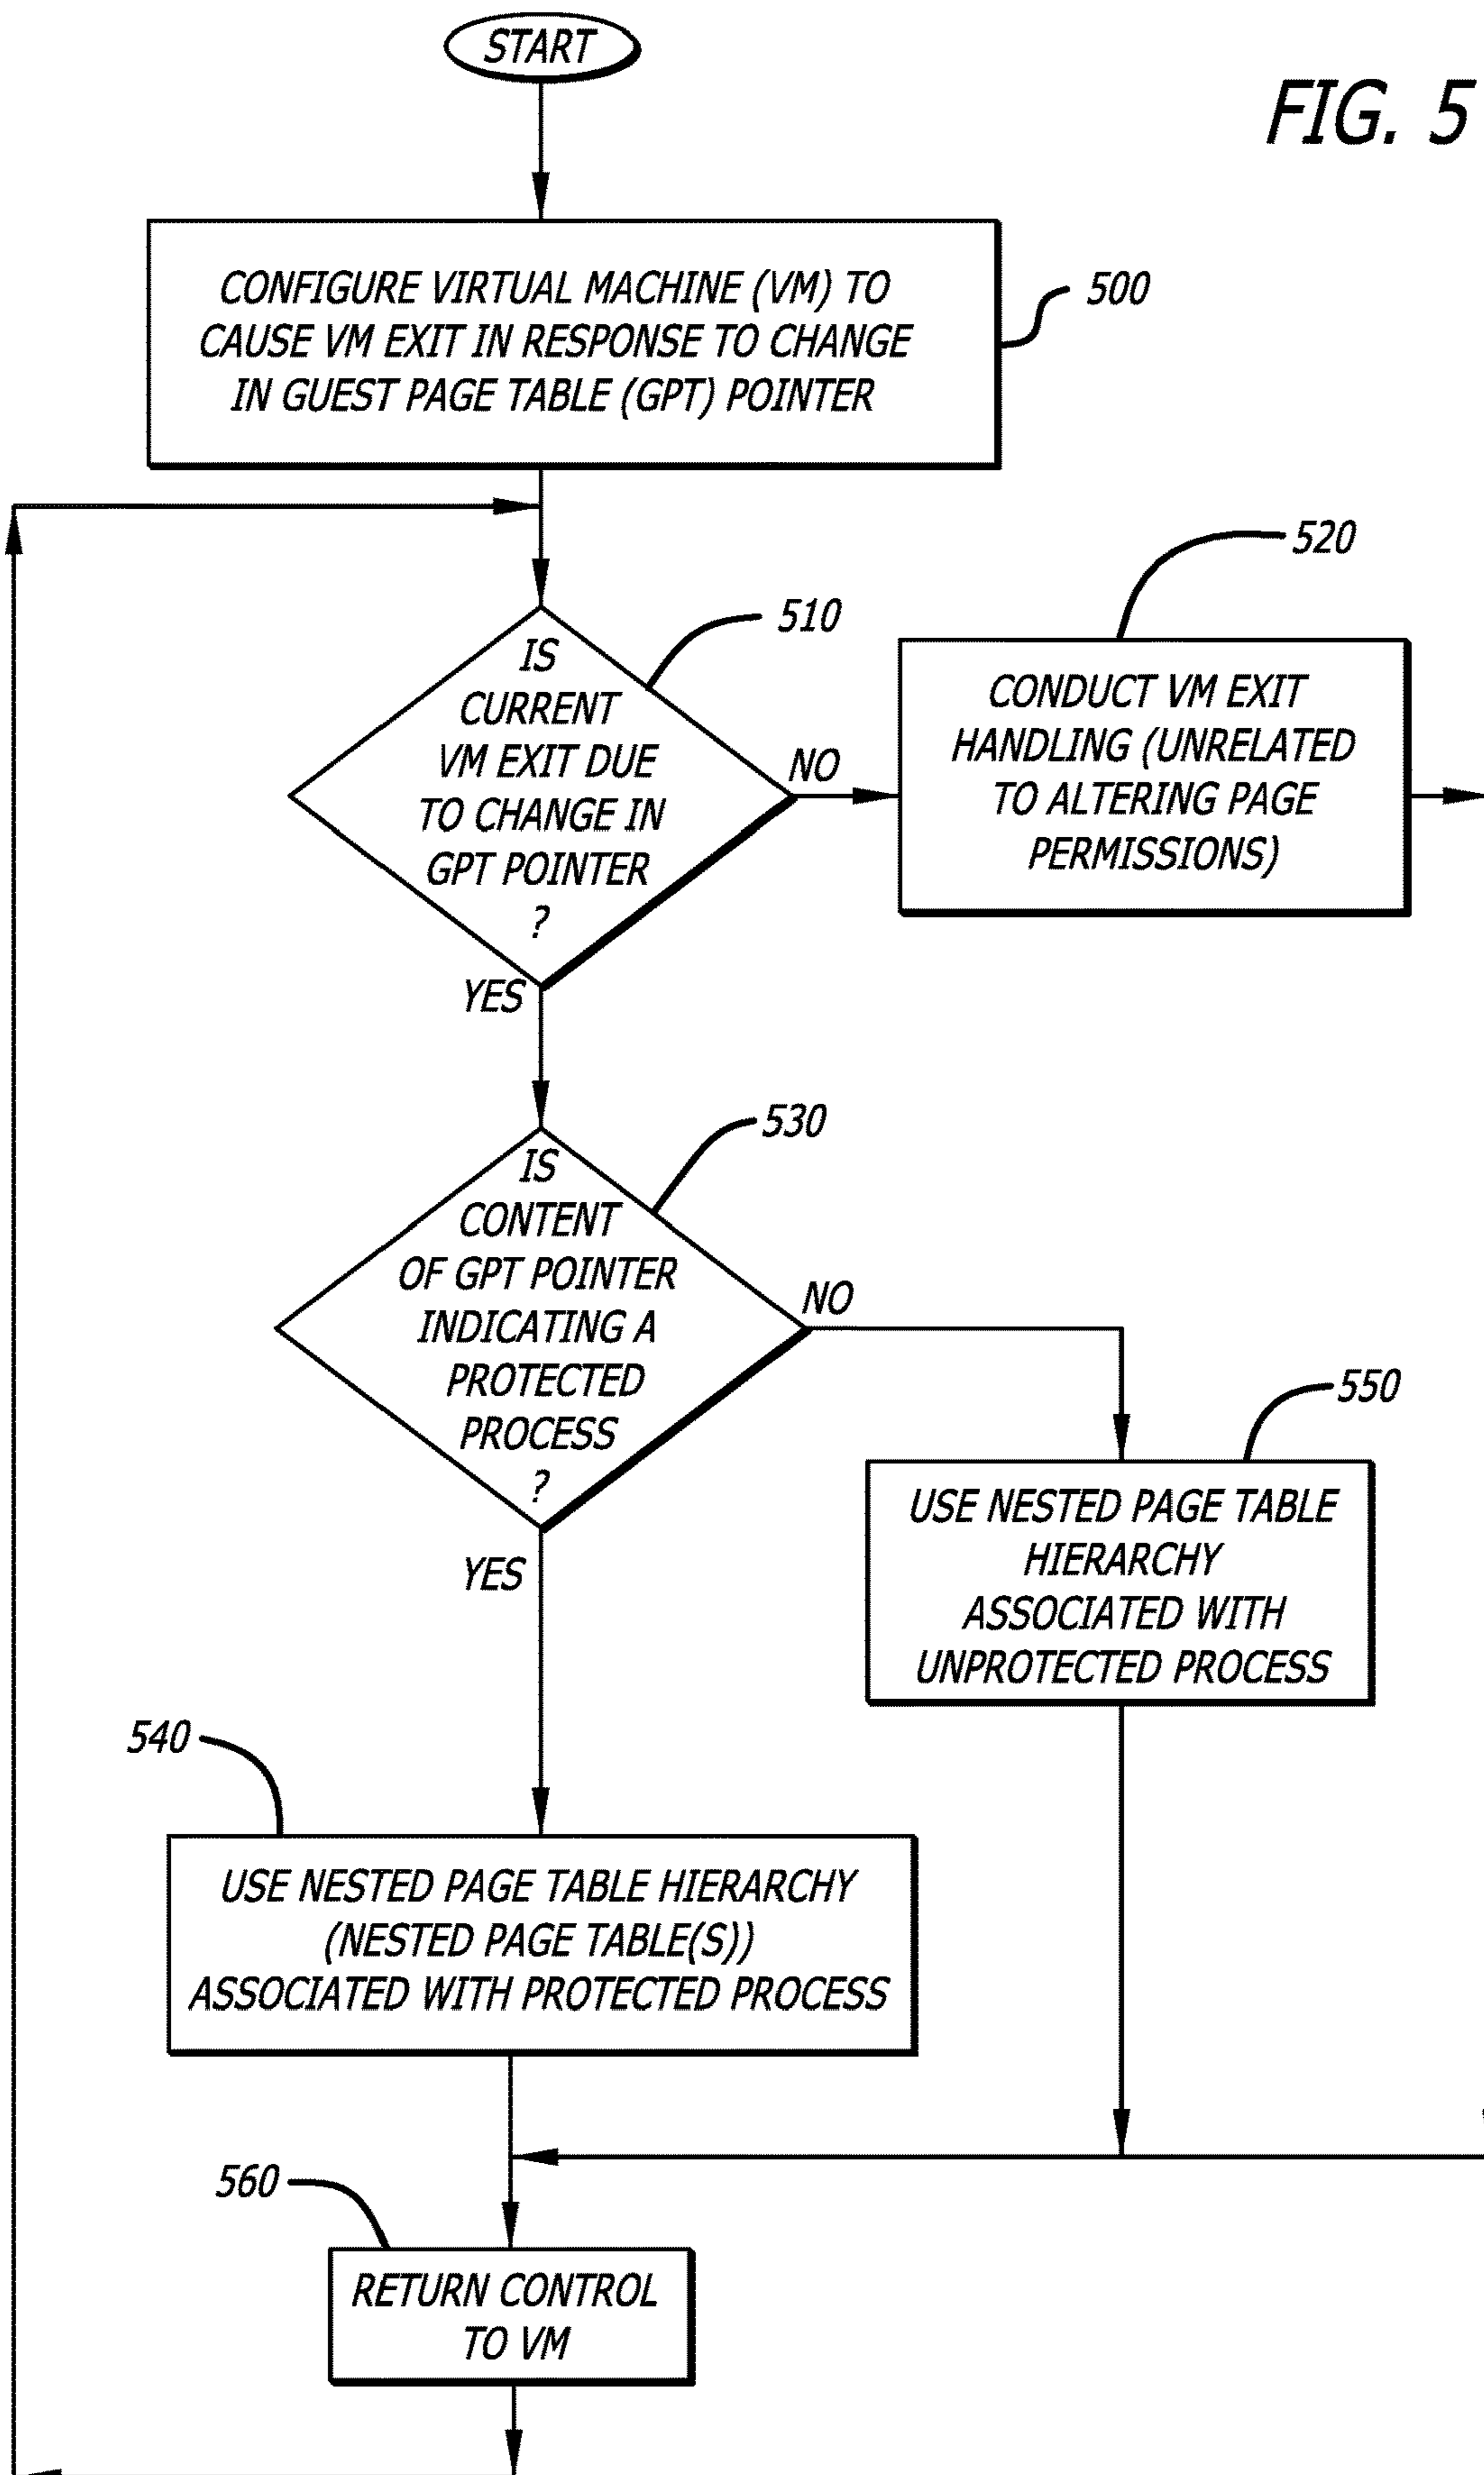 START
FIG. 5
CONFIGURE VIRTUAL MACHINE (VM) TO
CAUSE VM EXIT IN RESPONSE TO CHANGE
IN GUEST PAGE TABLE (GPT) POINTER
500
520
510
IS
CURRENT
VM EXIT DUE
TO CHANGE IN
GPT POINTER
?
NO
CONDUCT VM EXIT
HANDLING (UNRELATED
TO ALTERING PAGE
PERMISSIONS)
YES
530
IS
CONTENT
OF GPT POINTER
INDICATING A
PROTECTED
PROCESS
?
NO
550
USE NESTED PAGE TABLE
HIERARCHY
ASSOCIATED WITH
UNPROTECTED PROCESS
YES
540
USE NESTED PAGE TABLE HIERARCHY
(NESTED PAGE TABLE(S))
ASSOCIATED WITH PROTECTED PROCESS
560
RETURN CONTROL
TO VM